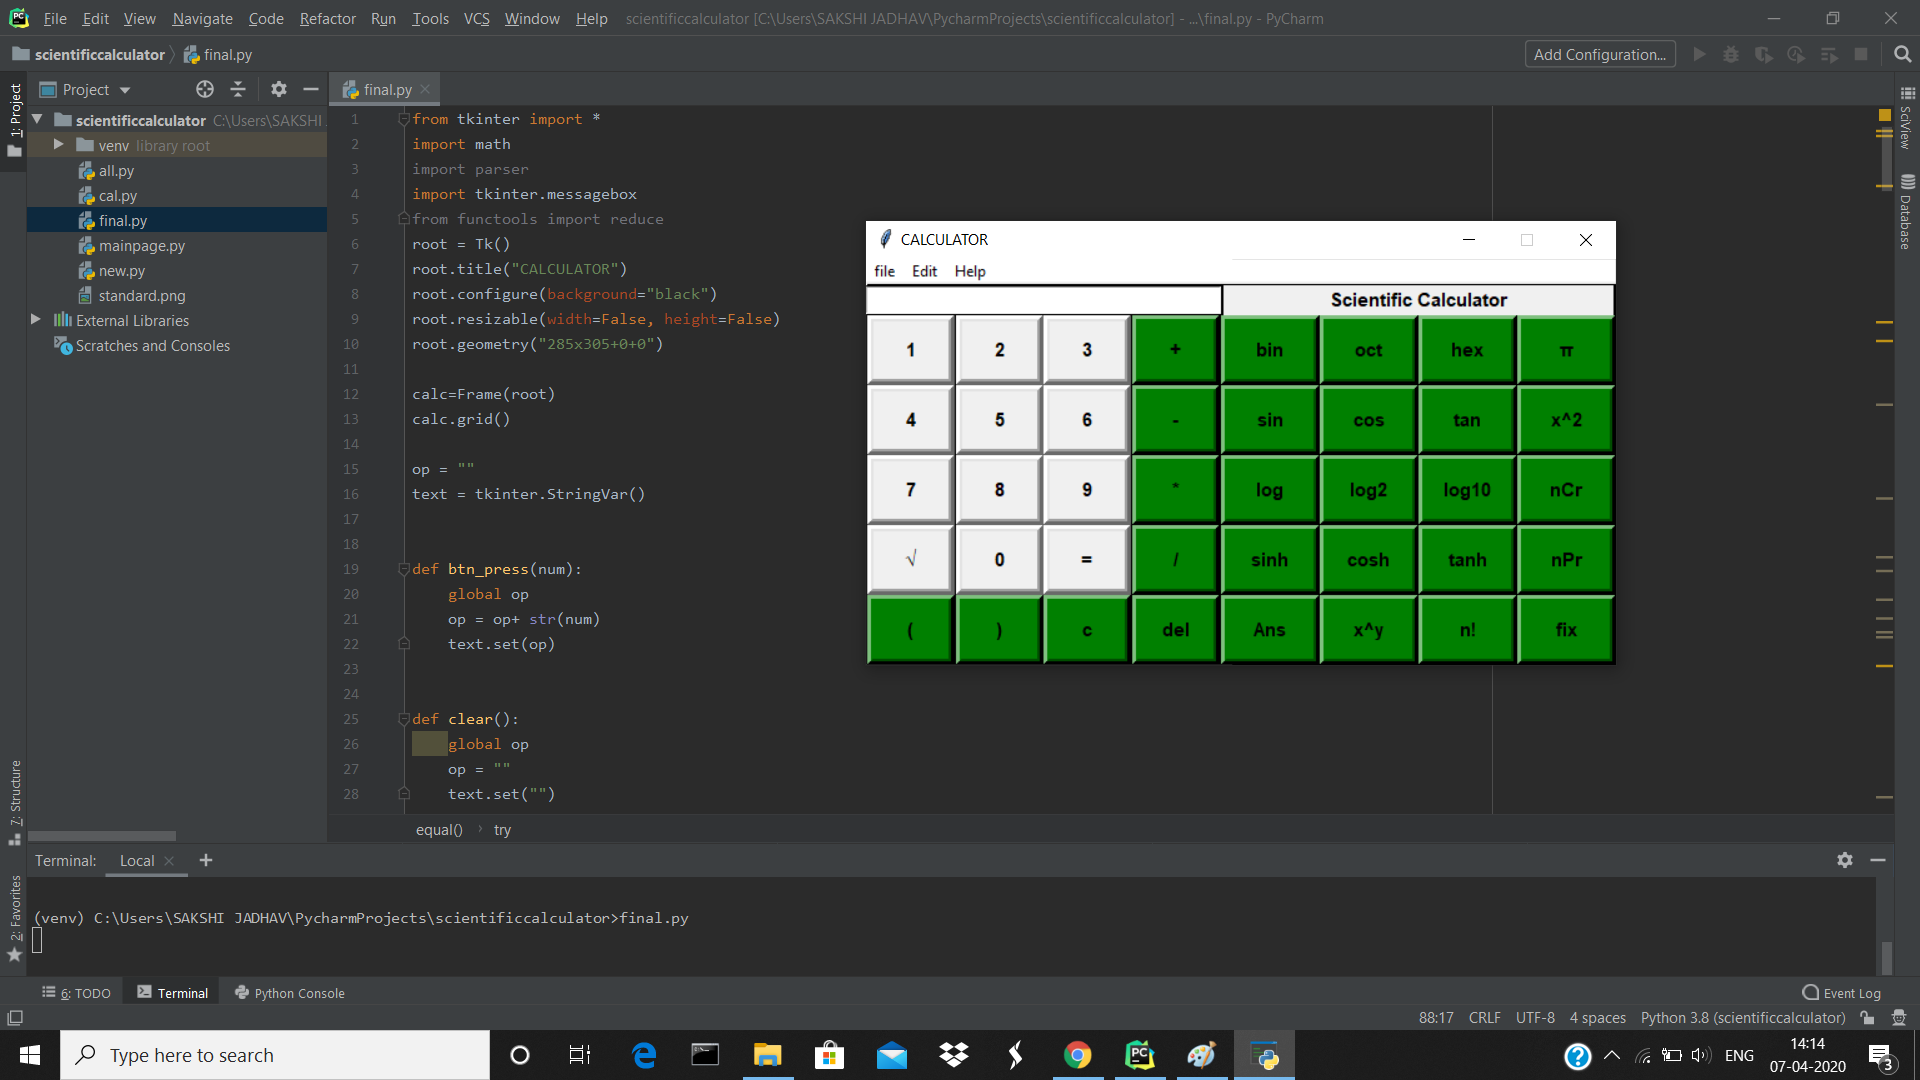 File Edit View Navigate Code Refactor Run Tools VCS Window Help scientificcalculator [C:\Users\SAKSHI JADHAV\PycharmProjects\scientificcalculator] - ...\final.py - PyCharm
scientificcalculator final.py Add Configuration...
Project
final.py
1: Project
scientificcalculator C:\Users\SAKSHI
venv library root
all.py
cal.py
final.py
mainpage.py
new.py
standard.png
External Libraries
Scratches and Consoles
7: Structure
2: Favorites
1 from tkinter import *
2 import math
3 import parser
4 import tkinter.messagebox
5 from functools import reduce
6 root = Tk()
7 root.title("CALCULATOR")
8 root.configure(background="black")
9 root.resizable(width=False, height=False)
10 root.geometry("285x305+0+0")
11
12 calc=Frame(root)
13 calc.grid()
14
15 op = ""
16 text = tkinter.StringVar()
17
18
19 def btn_press(num):
20 global op
21 op = op+ str(num)
22 text.set(op)
23
24
25 def clear():
26 global op
27 op = ""
28 text.set("")
equal() › try
SciView
Database
CALCULATOR
file Edit Help
Scientific Calculator
1 2 3 + bin oct hex π
4 5 6 - sin cos tan x^2
7 8 9 * log log2 log10 nCr
√ 0 = / sinh cosh tanh nPr
( ) c del Ans x^y n! fix
Terminal: Local
(venv) C:\Users\SAKSHI JADHAV\PycharmProjects\scientificcalculator>final.py
6: TODO Terminal Python Console Event Log
88:17 CRLF UTF-8 4 spaces Python 3.8 (scientificcalculator)
Type here to search
ENG
14:14
07-04-2020
3